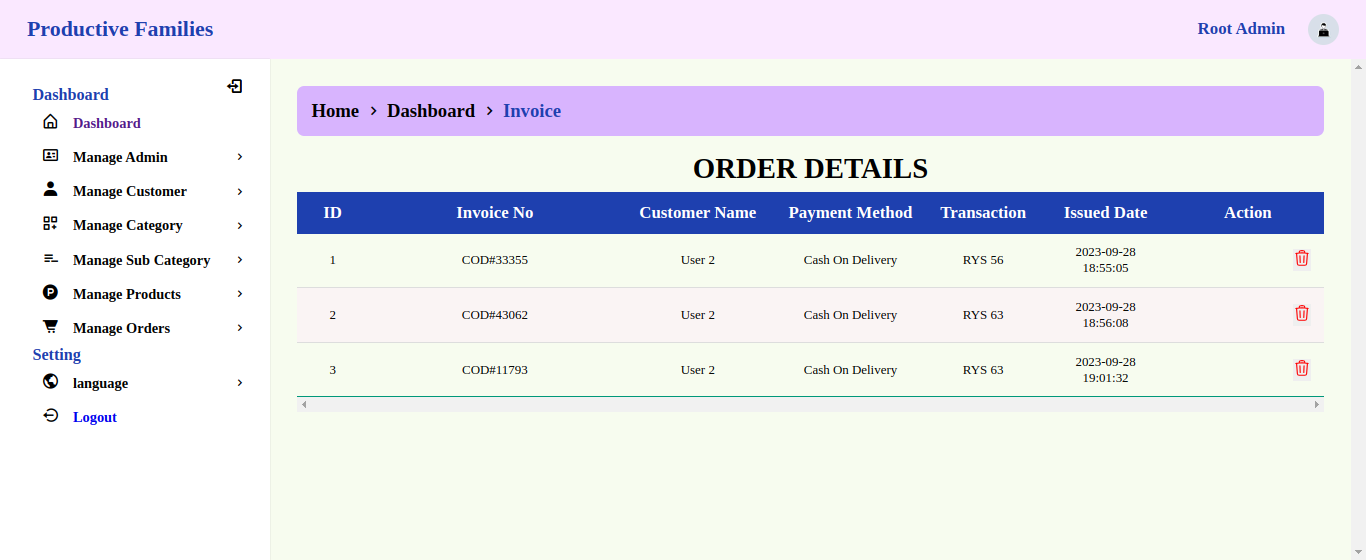 Productive Families
Root Admin
Dashboard
Dashboard
Manage Admin
Manage Customer
Manage Category
Manage Sub Category
Manage Products
Manage Orders
Setting
language
Logout
Home > Dashboard > Invoice
ORDER DETAILS
ID Invoice No Customer Name Payment Method Transaction Issued Date Action
1 COD#33355 User 2 Cash On Delivery RYS 56 2023-09-28
18:55:05
2 COD#43062 User 2 Cash On Delivery RYS 63 2023-09-28
18:56:08
3 COD#11793 User 2 Cash On Delivery RYS 63 2023-09-28
19:01:32